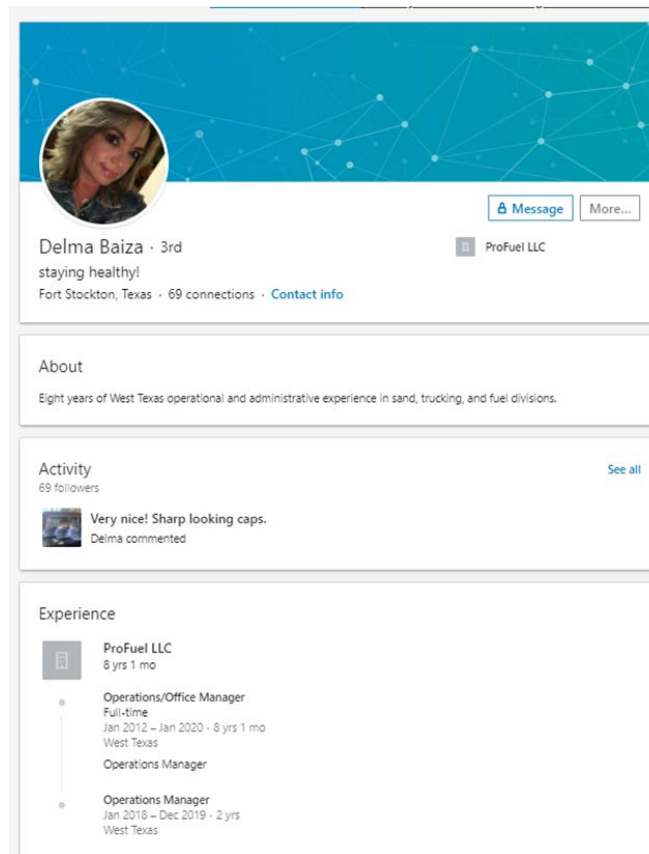 Message
More...
Delma Baiza · 3rd
ProFuel LLC
staying healthy!
Fort Stockton, Texas · 69 connections · Contact info
About
Eight years of West Texas operational and administrative experience in sand, trucking, and fuel divisions.
Activity
See all
69 followers
Very nice! Sharp looking caps.
Delma commented
Experience
ProFuel LLC
8 yrs 1 mo
Operations/Office Manager
Full-time
Jan 2012 – Jan 2020 · 8 yrs 1 mo
West Texas
Operations Manager
Operations Manager
Jan 2018 – Dec 2019 · 2 yrs
West Texas